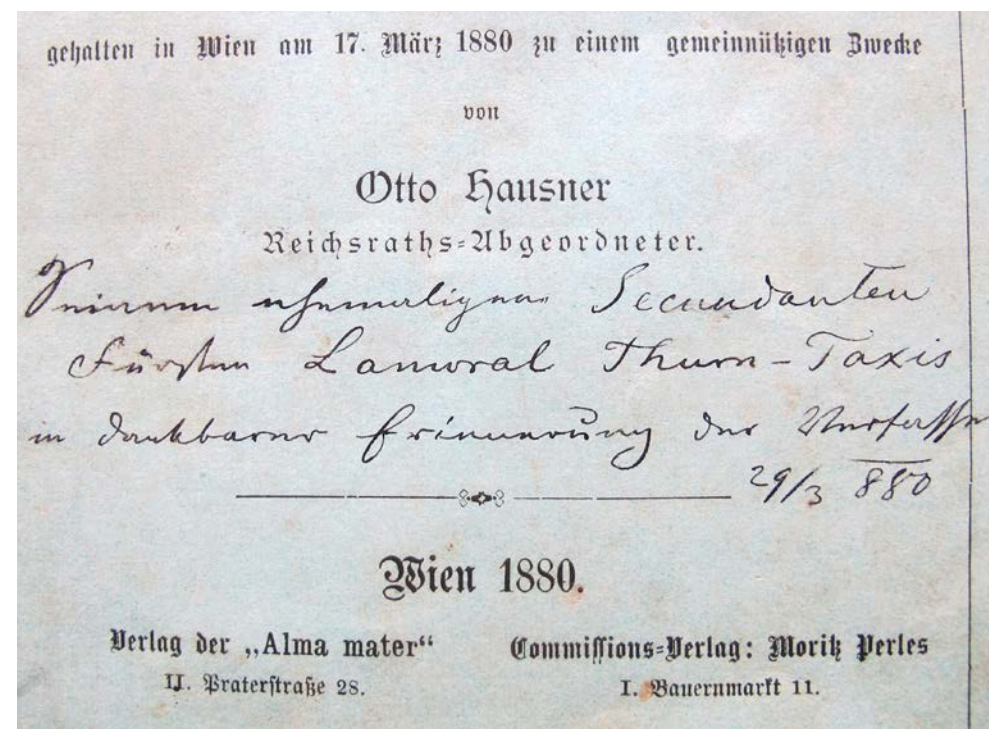 gehalten in Wien am 17. März 1880 zu einem gemeinnützigen Zwecke
von
Otto Hausner
Reichsraths-Abgeordneter.
Seinem ehemaligen Secundanten
Fürsten Lamoral Thurn-Taxis
in dankbarer Erinnerung der Verfasser
29/3 880
Wien 1880.
Verlag der „Alma mater“ Commissions-Verlag: Moritz Perles
II. Praterstraße 28. I. Bauernmarkt 11.